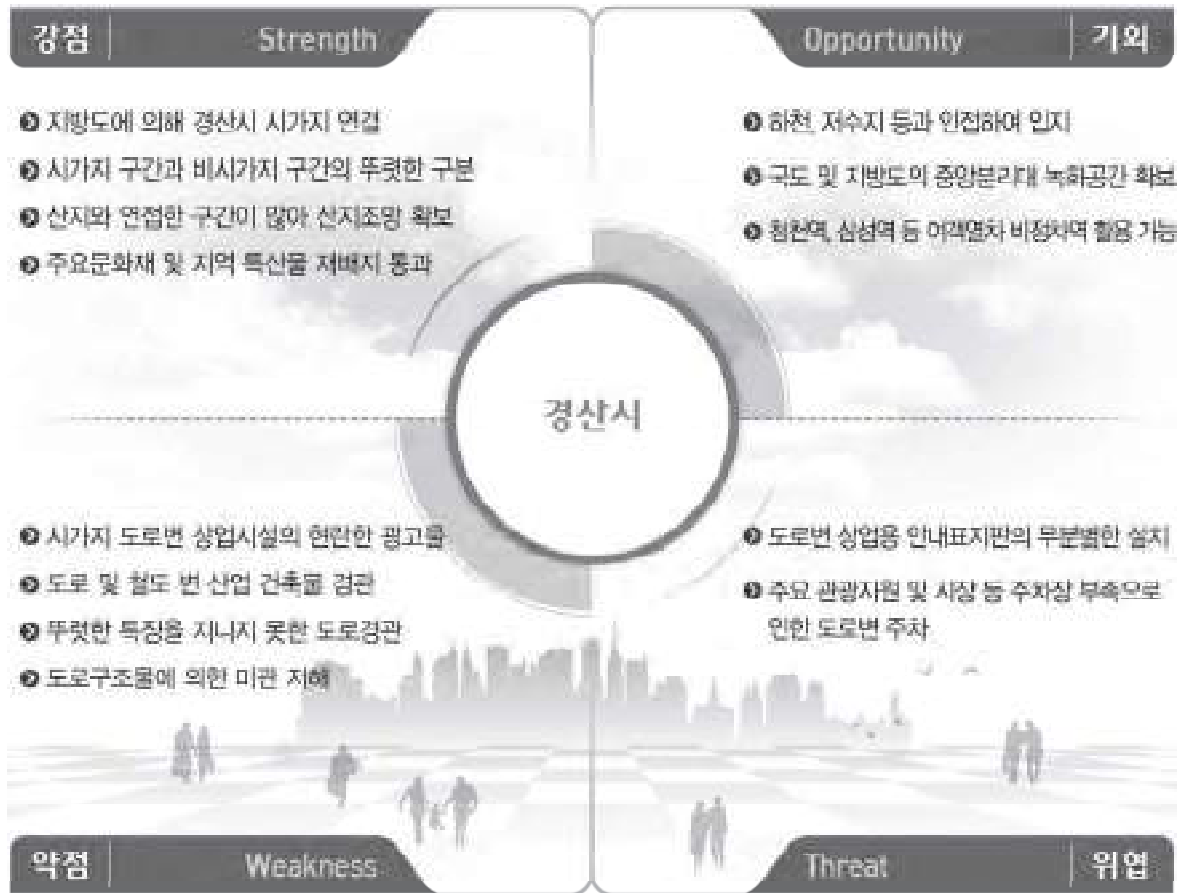 강점 Strength
지방도에 의해 경산시 시가지 연결
시가지 구간과 비시가지 구간의 뚜렷한 구분
산지와 연접한 구간이 많아 산지조망 확보
주요문화재 및 지역 특산물 재배지 통과
Opportunity 기회
하천, 저수지 등과 인접하여 입지
국도 및 지방도의 중앙분리대 녹화공간 확보
삼성역 등 여객열차 비정차역 활용 가능
경산시
시가지 도로변 상업시설의 현란한 광고물
도로 및 철도 변 산업 건축물 경관
뚜렷한 특징을 지니지 못한 도로경관
도로구조물에 의한 미관 저해
약점 Weakness
도로변 상업용 안내표지판의 무분별한 설치
주요 관광자원 및 시장 등 주차장 부족으로
인한 도로변 주차
Threat 위협